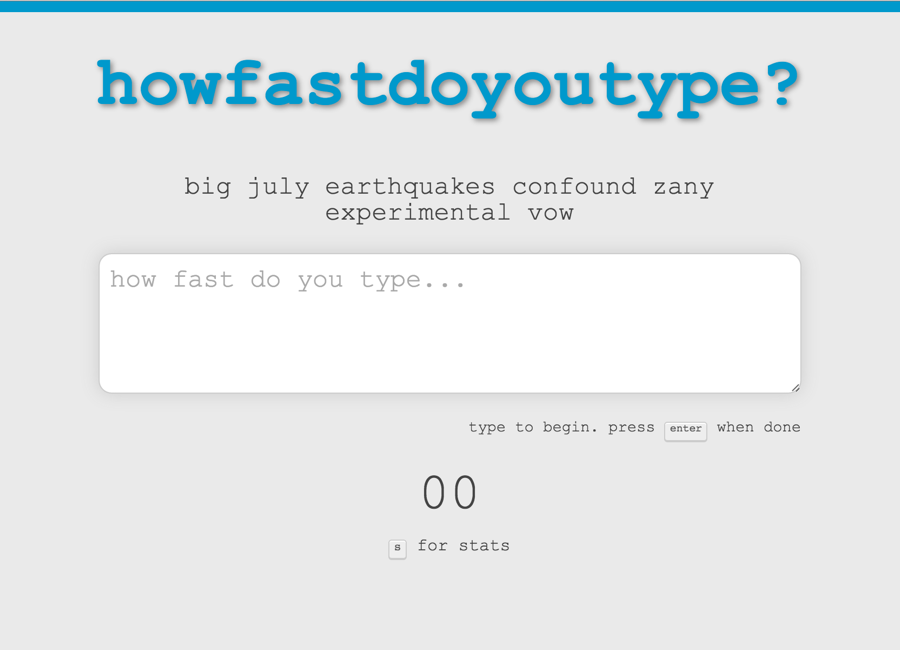 howfastdoyoutype?
big july earthquakes confound zany
experimental vow
how fast do you type...
type to begin. press enter when done
00
s for stats